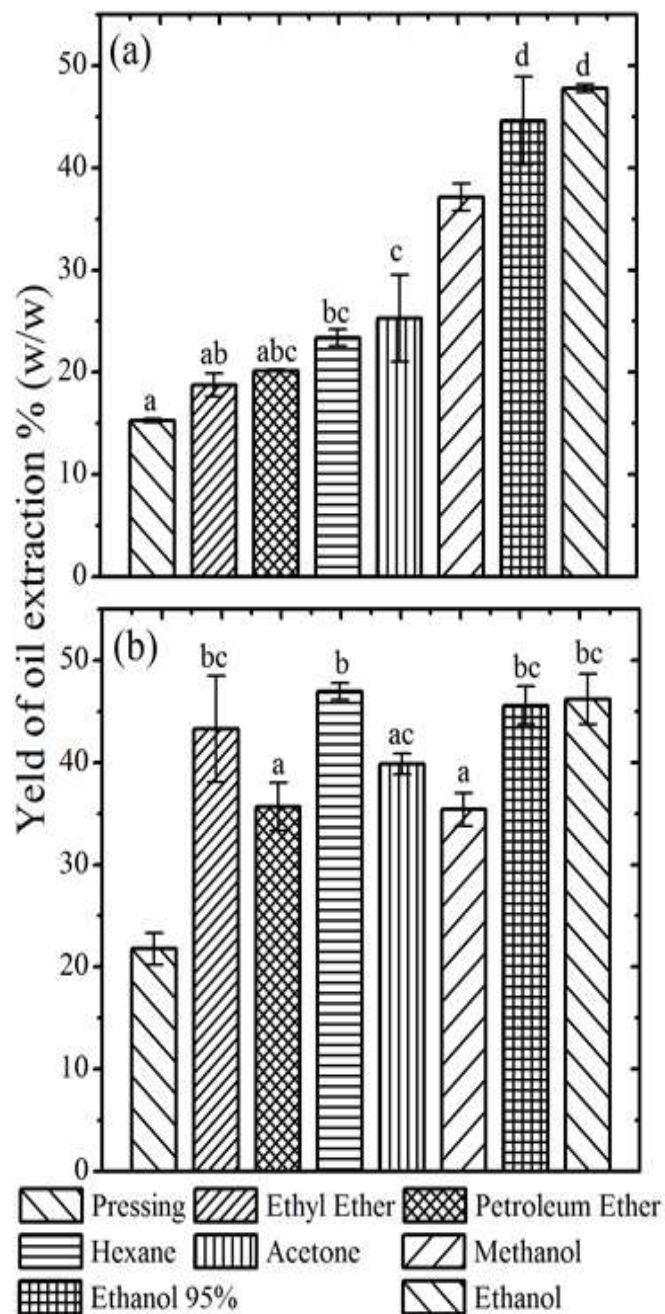 (a)
50
40
30
20
10
0
a
ab
abc
bc
c
d
d
Yeld of oil extraction % (w/w)
(b)
50
40
30
20
10
0
bc
a
b
ac
a
bc
bc
Pressing Ethyl Ether Petroleum Ether
Hexane Acetone Methanol
Ethanol 95% Ethanol